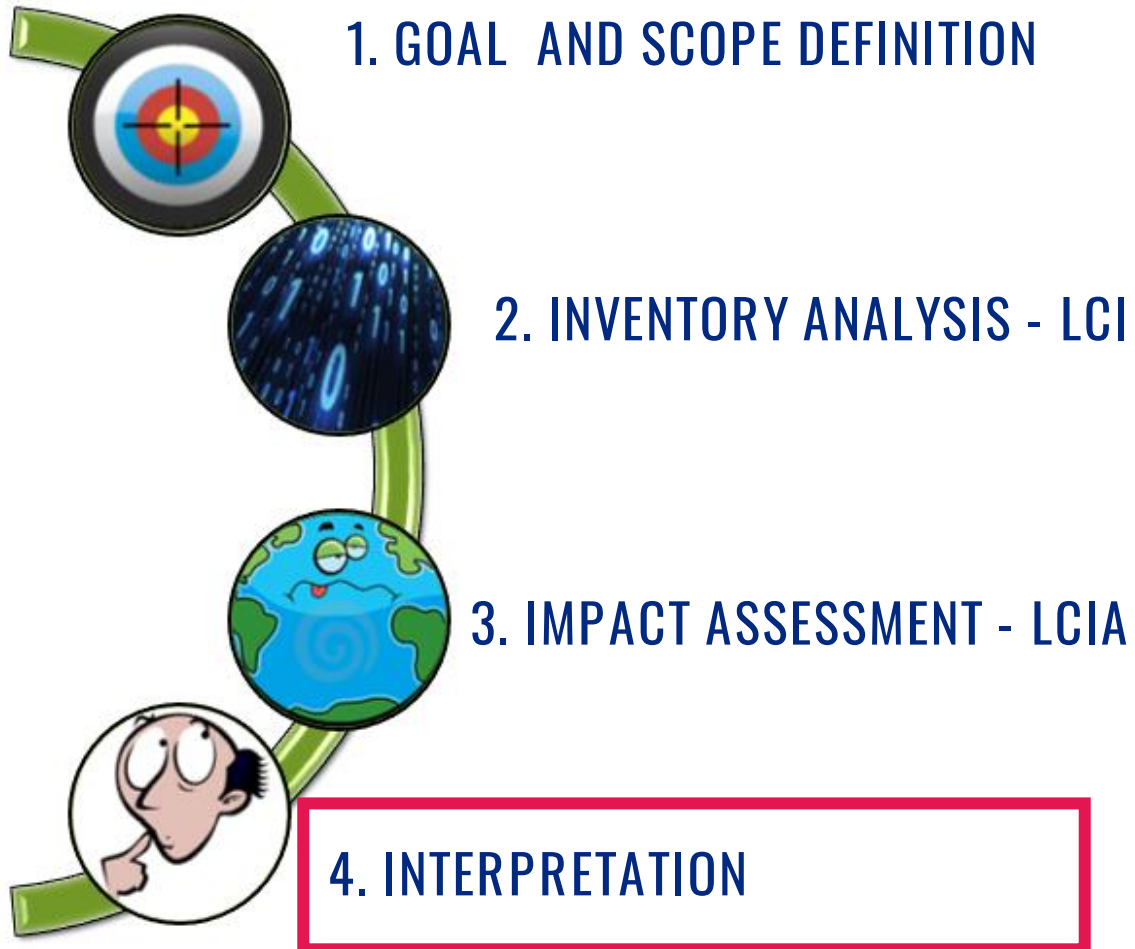 1. GOAL AND SCOPE DEFINITION
2. INVENTORY ANALYSIS - LCI
3. IMPACT ASSESSMENT - LCIA
4. INTERPRETATION